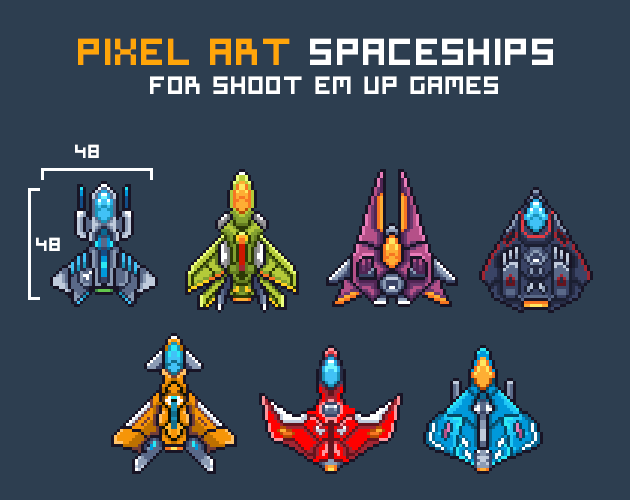 PIXEL ART SPACESHIPS
FOR SHOOT EM UP GAMES
48
48